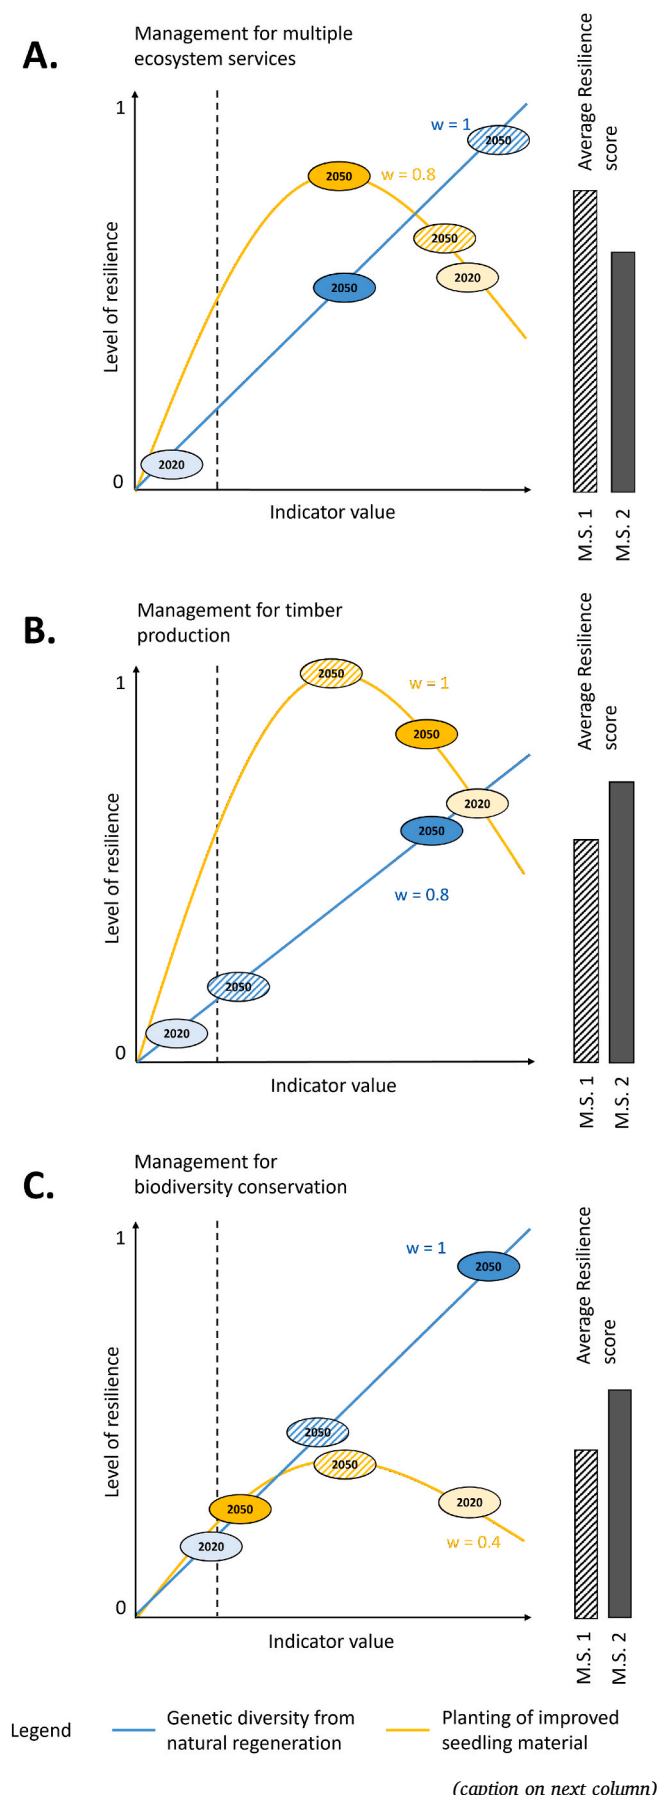 A.
Management for multiple
ecosystem services
Average Resilience
score
1
w = 1
2050
2050
w = 0.8
2050
2020
2050
2020
Level of resilience
0
Indicator value
M.S. 1
M.S. 2
B.
Management for timber
production
Average Resilience
score
1
2050
w = 1
2050
2020
2050
w = 0.8
2050
2020
Level of resilience
0
Indicator value
M.S. 1
M.S. 2
C.
Management for
biodiversity conservation
Average Resilience
score
1
w = 1
2050
2050
2050
2050
2020
2020
w = 0.4
Level of resilience
0
Indicator value
M.S. 1
M.S. 2
Legend
Genetic diversity from
natural regeneration
Planting of improved
seedling material
(caption on next column)